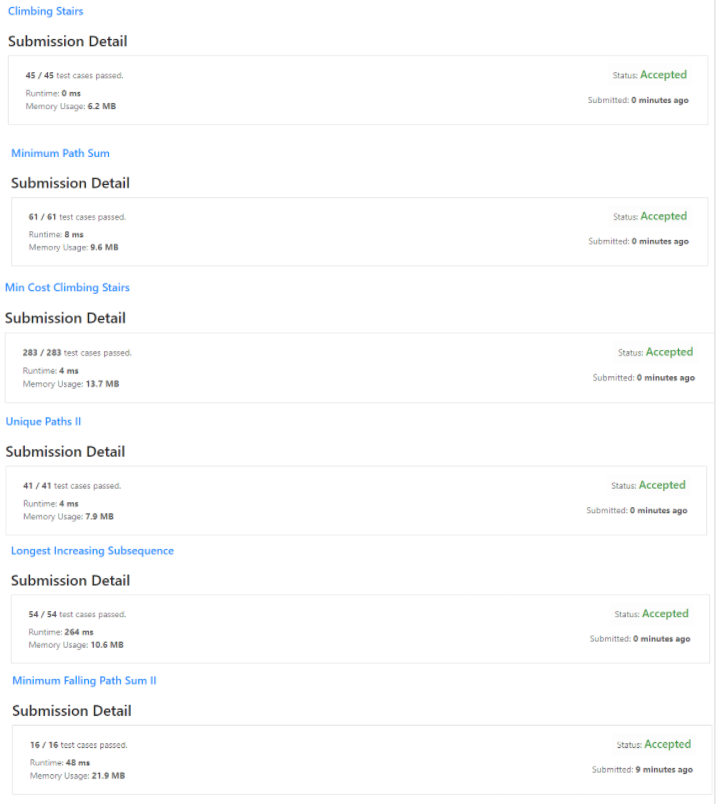 Climbing Stairs
Submission Detail
45 / 45 test cases passed.
Status: Accepted
Runtime: 0 ms
Submitted: 0 minutes ago
Memory Usage: 6.2 MB
Minimum Path Sum
Submission Detail
61 / 61 test cases passed.
Status: Accepted
Runtime: 8 ms
Submitted: 0 minutes ago
Memory Usage: 9.6 MB
Min Cost Climbing Stairs
Submission Detail
283 / 283 test cases passed.
Status: Accepted
Runtime: 4 ms
Submitted: 0 minutes ago
Memory Usage: 13.7 MB
Unique Paths II
Submission Detail
41 / 41 test cases passed.
Status: Accepted
Runtime: 4 ms
Submitted: 0 minutes ago
Memory Usage: 7.9 MB
Longest Increasing Subsequence
Submission Detail
54 / 54 test cases passed.
Status: Accepted
Runtime: 264 ms
Submitted: 0 minutes ago
Memory Usage: 10.6 MB
Minimum Falling Path Sum II
Submission Detail
16 / 16 test cases passed.
Status: Accepted
Runtime: 48 ms
Submitted: 9 minutes ago
Memory Usage: 21.9 MB